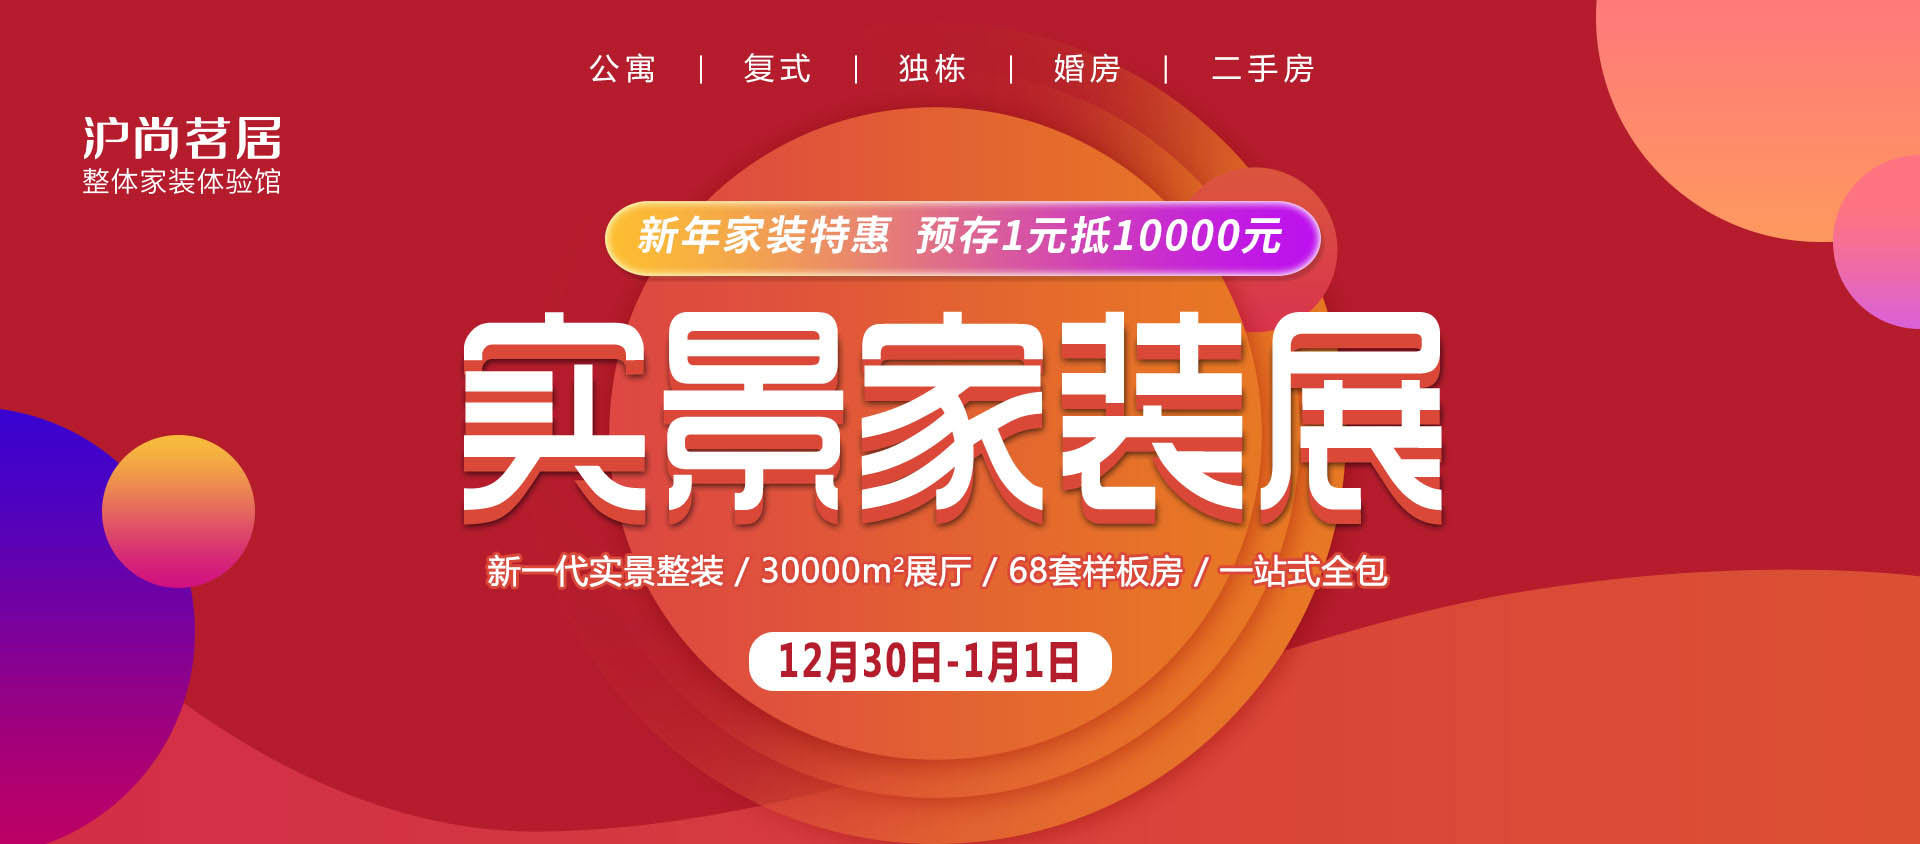 公寓 | 复式 | 独栋 | 婚房 | 二手房
沪尚茗居
整体家装体验馆
新年家装特惠 预存1元抵10000元
实景家装展
新一代实景整装 / 30000m²展厅 / 68套样板房 / 一站式全包
12月30日-1月1日